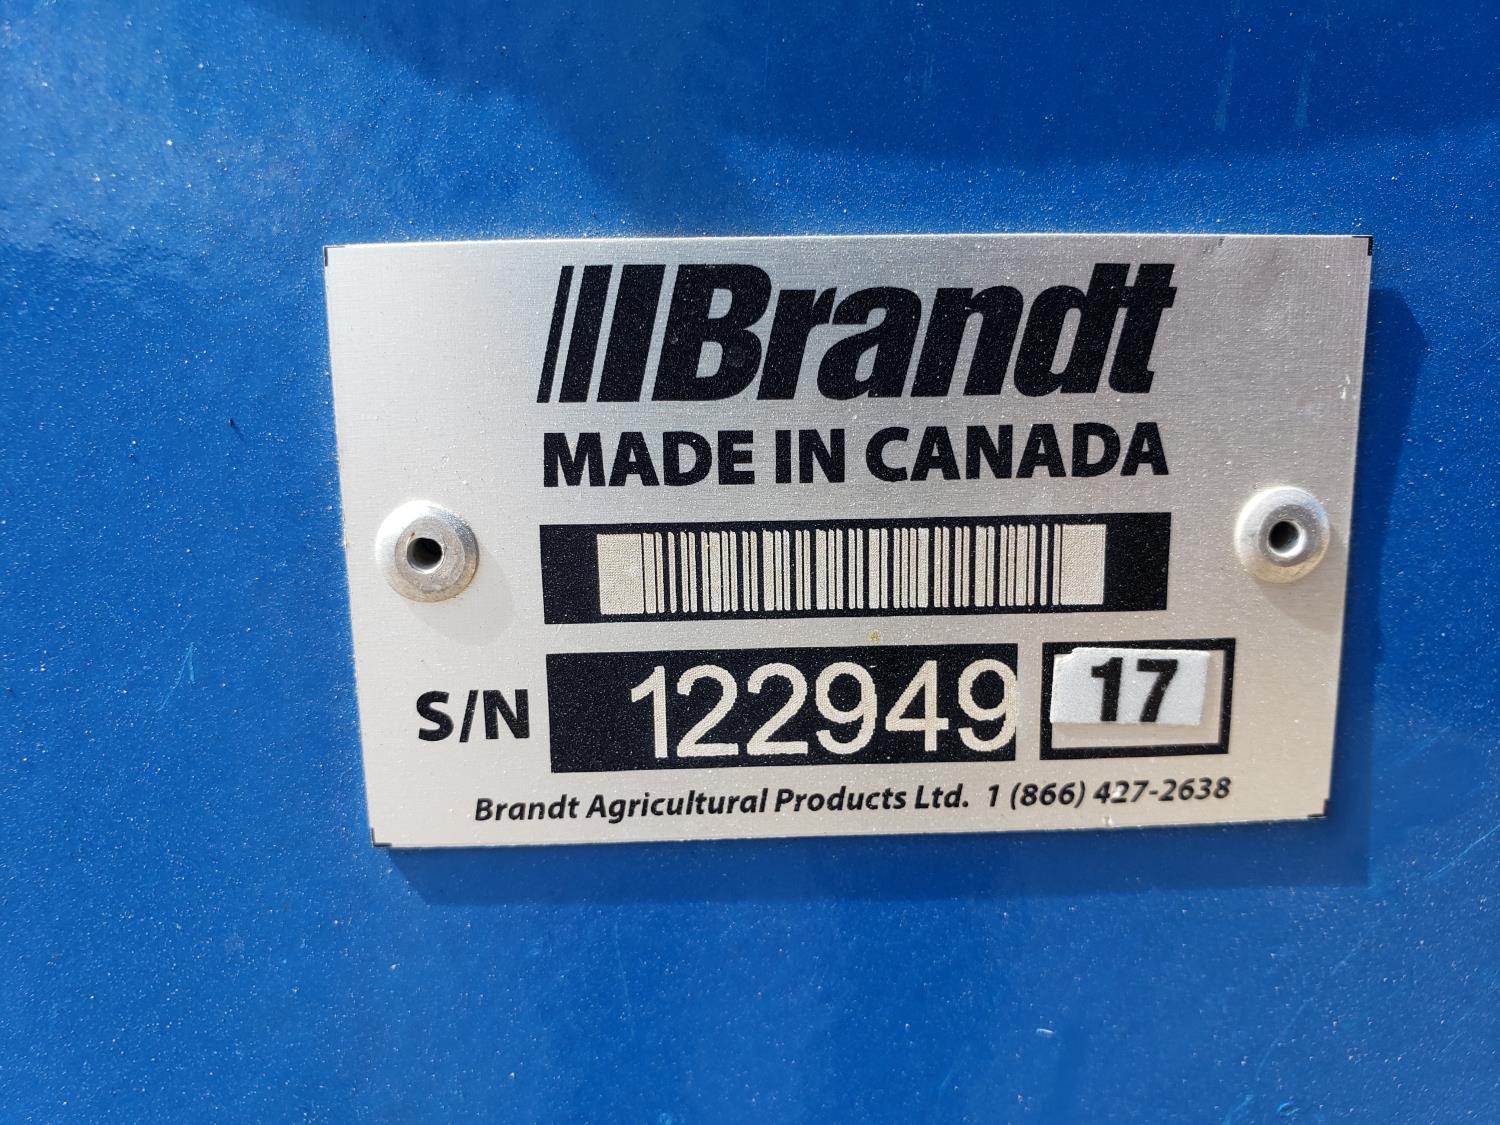 Brandt
MADE IN CANADA
S/N 122949 17
Brandt Agricultural Products Ltd. 1 (866) 427-2638